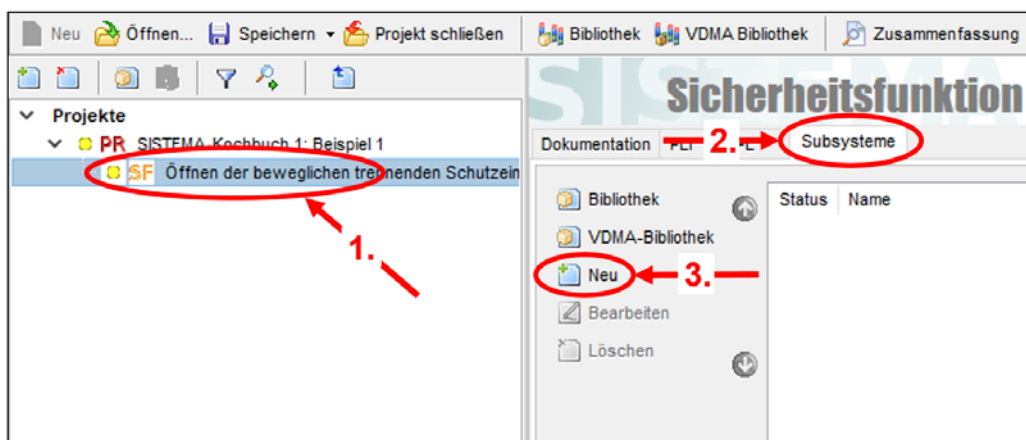 Neu Öffnen... Speichern Projekt schließen Bibliothek VDMA Bibliothek Zusammenfassung
SISTEMA
Sicherheitsfunktion
Projekte
PR SISTEMA-Kochbuch 1: Beispiel 1
SF Öffnen der beweglichen trennenden Schutzein
1.
Dokumentation 2. Subsysteme
Bibliothek
VDMA-Bibliothek
Neu 3.
Bearbeiten
Löschen
Status Name